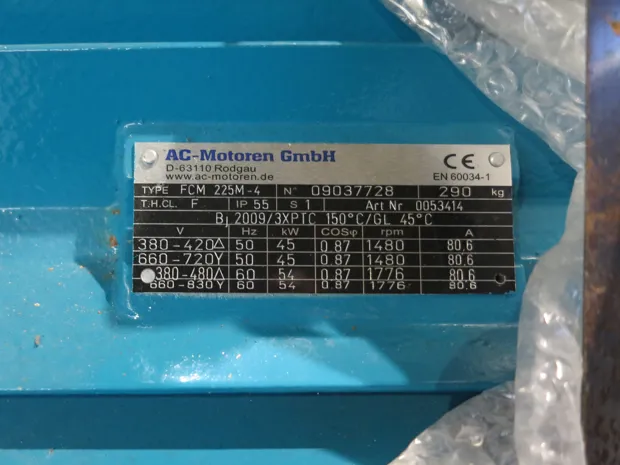 AC-Motoren GmbH
D-63110 Rodgau
www.ac-motoren.de
CE
EN 60034-1
TYPE FCM 225M-4 N° 09037728 290 kg
T.H.CL. F IP 55 S 1 Art Nr 0053414
B, 2009/3XPTC 150°C/GL 45°C
V Hz kW COSφ rpm A
380-420Δ 50 45 0.87 1480 80.6
660-720Y 50 45 0.87 1480 80.6
380-480Δ 60 54 0.87 1776 80.6
660-830Y 60 54 0.87 1776 80.6